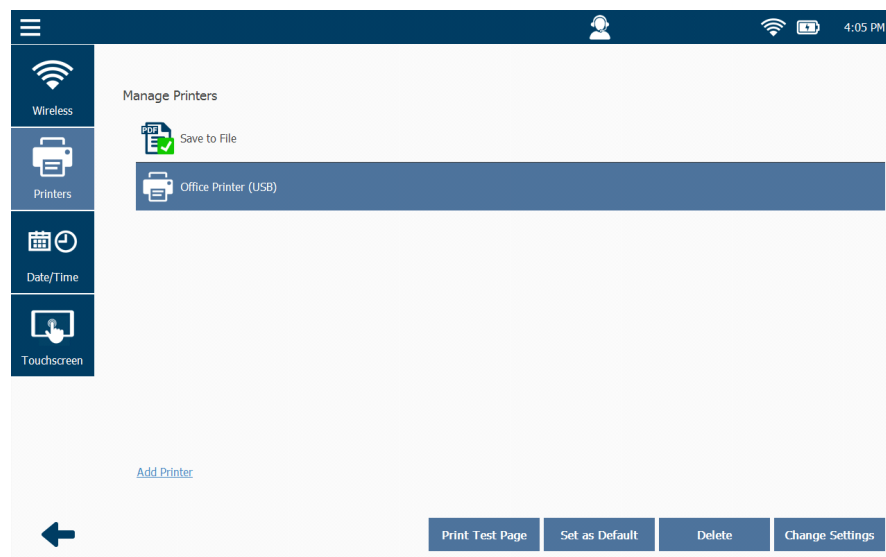 4:05 PM
Wireless
Printers
Date/Time
Touchscreen
Manage Printers
PDF
Save to File
Office Printer (USB)
Add Printer
Print Test Page
Set as Default
Delete
Change Settings